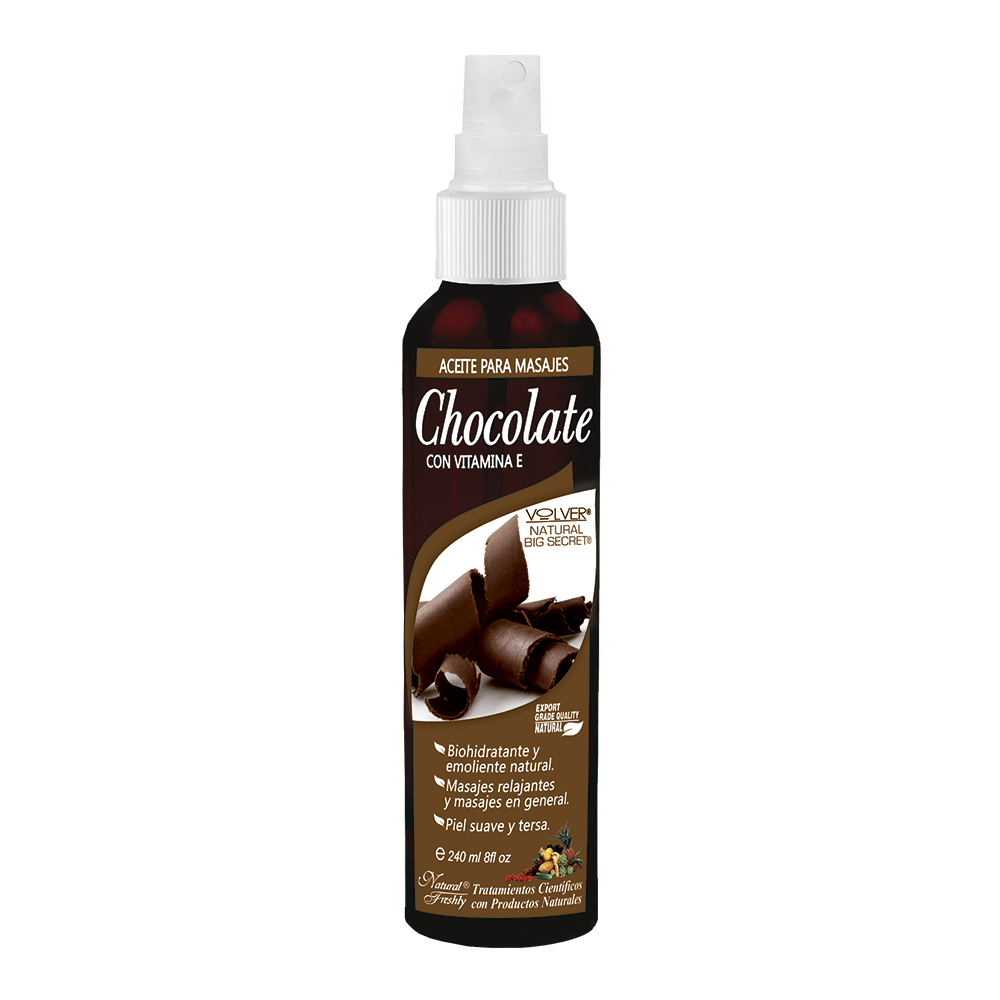 ACEITE PARA MASAJES
Chocolate
CON VITAMINA E
VOLVER®
NATURAL
BIG SECRET®
EXPORT
GRADE QUALITY
NATURAL
Biohidratante y
emoliente natural.
Masajes relajantes
y masajes en general.
Piel suave y tersa.
e 240 ml 8fl oz
Natural®
Freshly
Tratamientos Científicos
con Productos Naturales